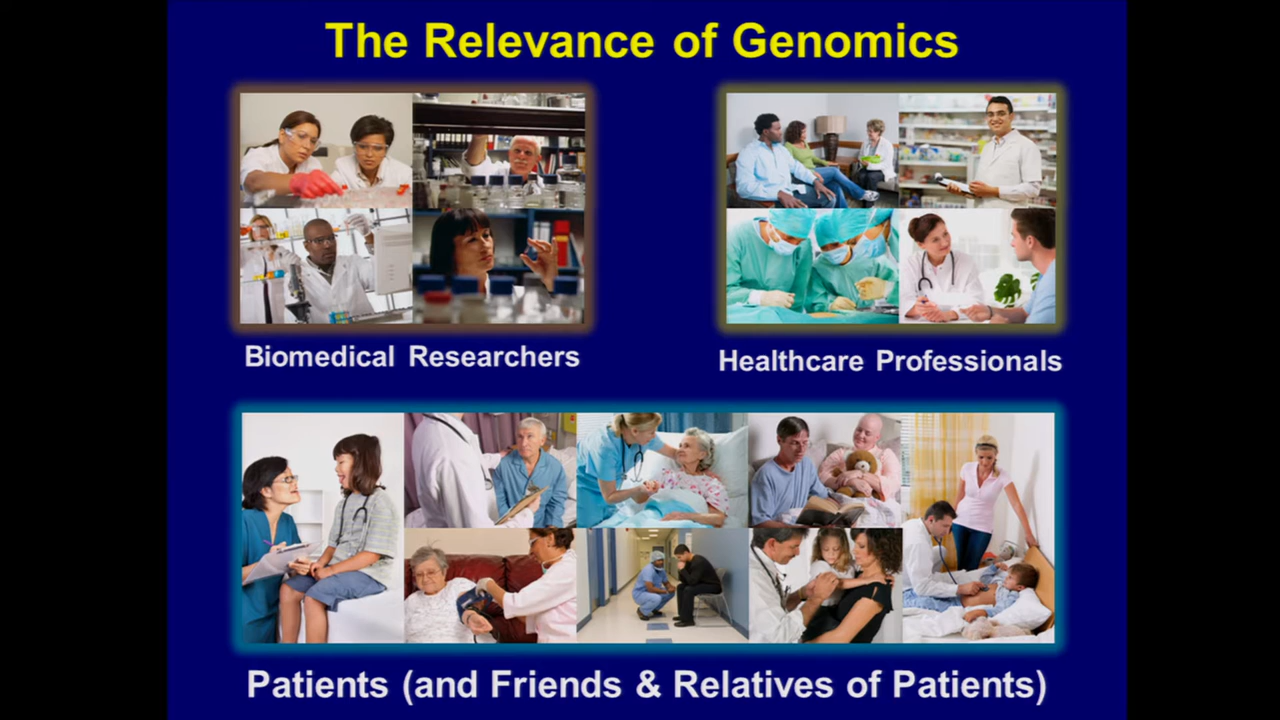 The Relevance of Genomics
Biomedical Researchers
Healthcare Professionals
Patients (and Friends & Relatives of Patients)